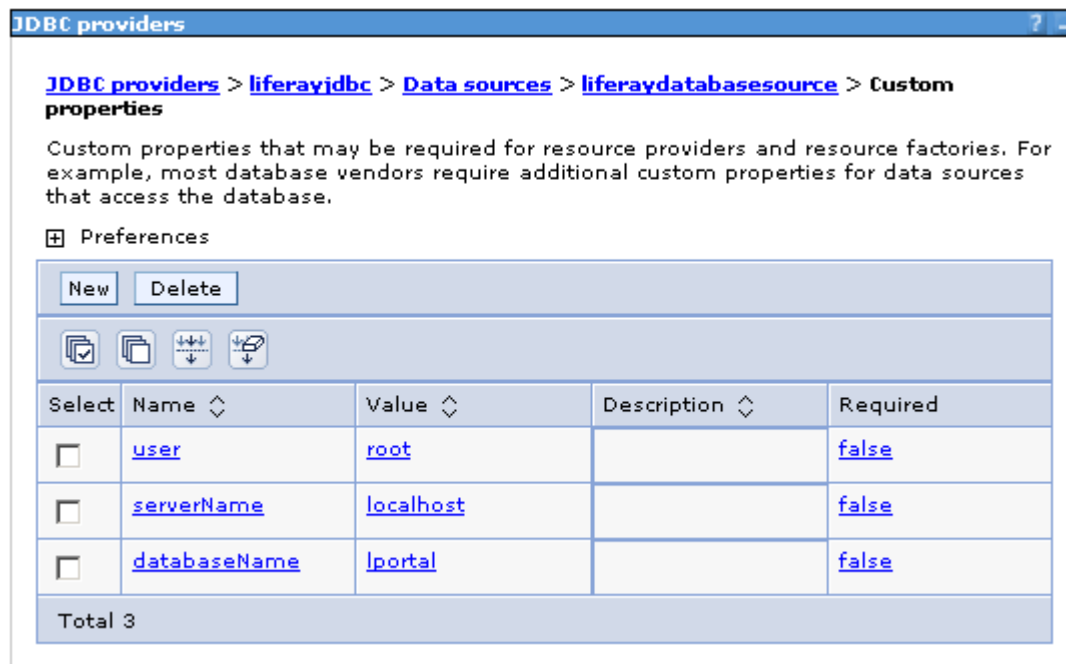 JDBC providers ?
JDBC providers > liferayjdbc > Data sources > liferaydatabasesource > Custom
properties
Custom properties that may be required for resource providers and resource factories. For
example, most database vendors require additional custom properties for data sources
that access the database.
Preferences
New Delete
Select Name Value Description Required
user root false
serverName localhost false
databaseName lportal false
Total 3